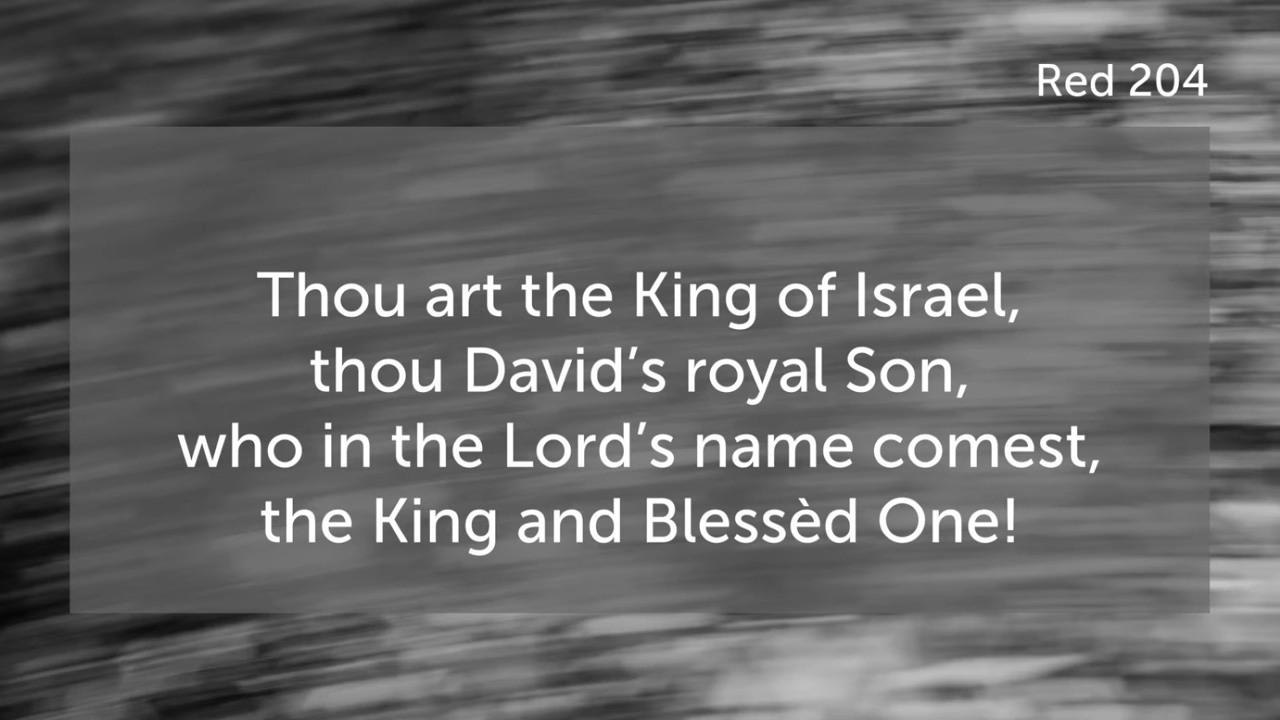 Red 204
Thou art the King of Israel,
thou David’s royal Son,
who in the Lord’s name comest,
the King and Blessèd One!